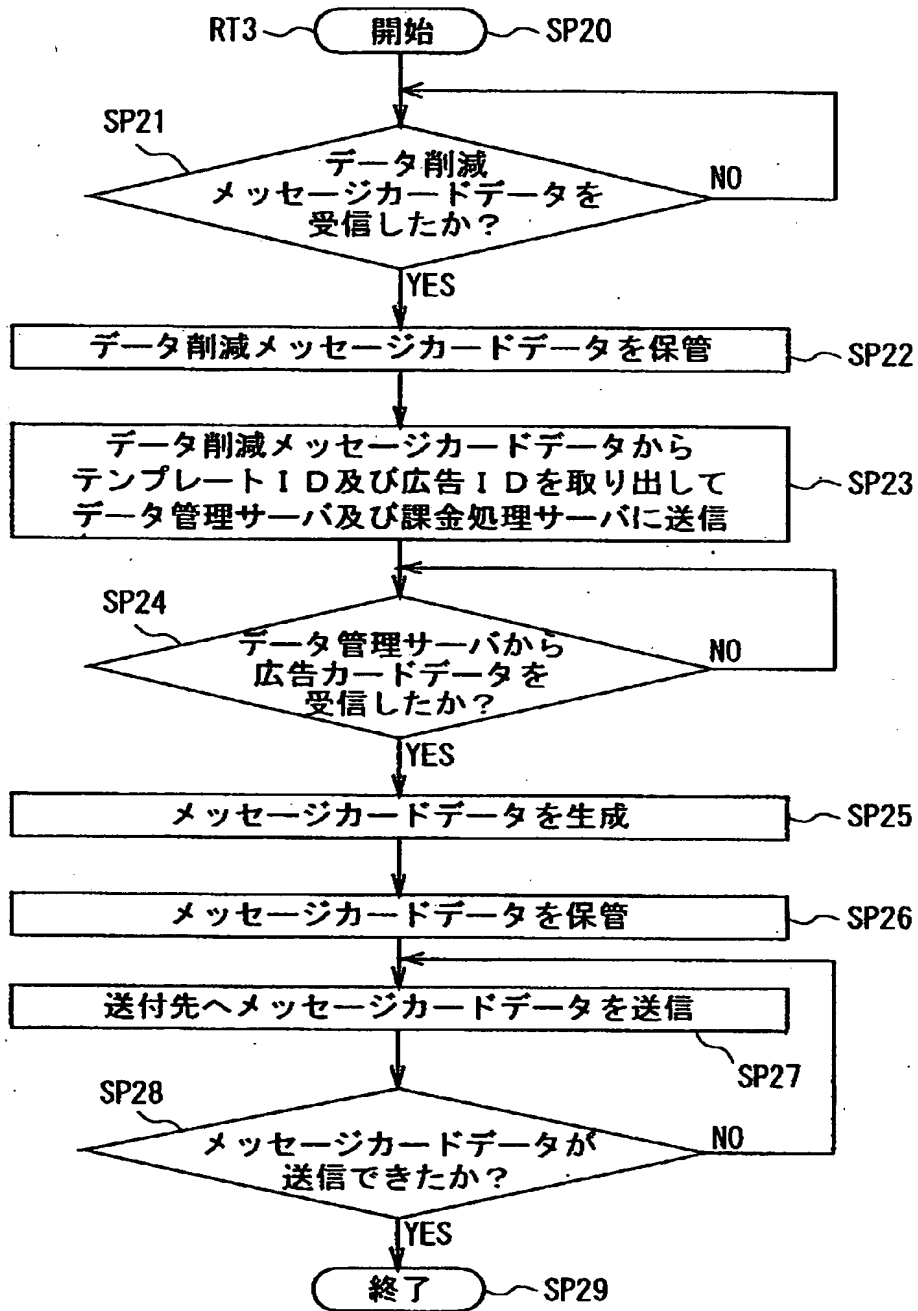 RT3 開始 SP20
SP21
データ削減
メッセージカードデータを
受信したか?
NO
YES
データ削減メッセージカードデータを保管
SP22
データ削減メッセージカードデータから
テンプレートID及び広告IDを取り出して
データ管理サーバ及び課金処理サーバに送信
SP23
SP24
データ管理サーバから
広告カードデータを
受信したか?
NO
YES
メッセージカードデータを生成
SP25
メッセージカードデータを保管
SP26
送付先へメッセージカードデータを送信
SP27
SP28
メッセージカードデータが
送信できたか?
NO
YES
終了
SP29